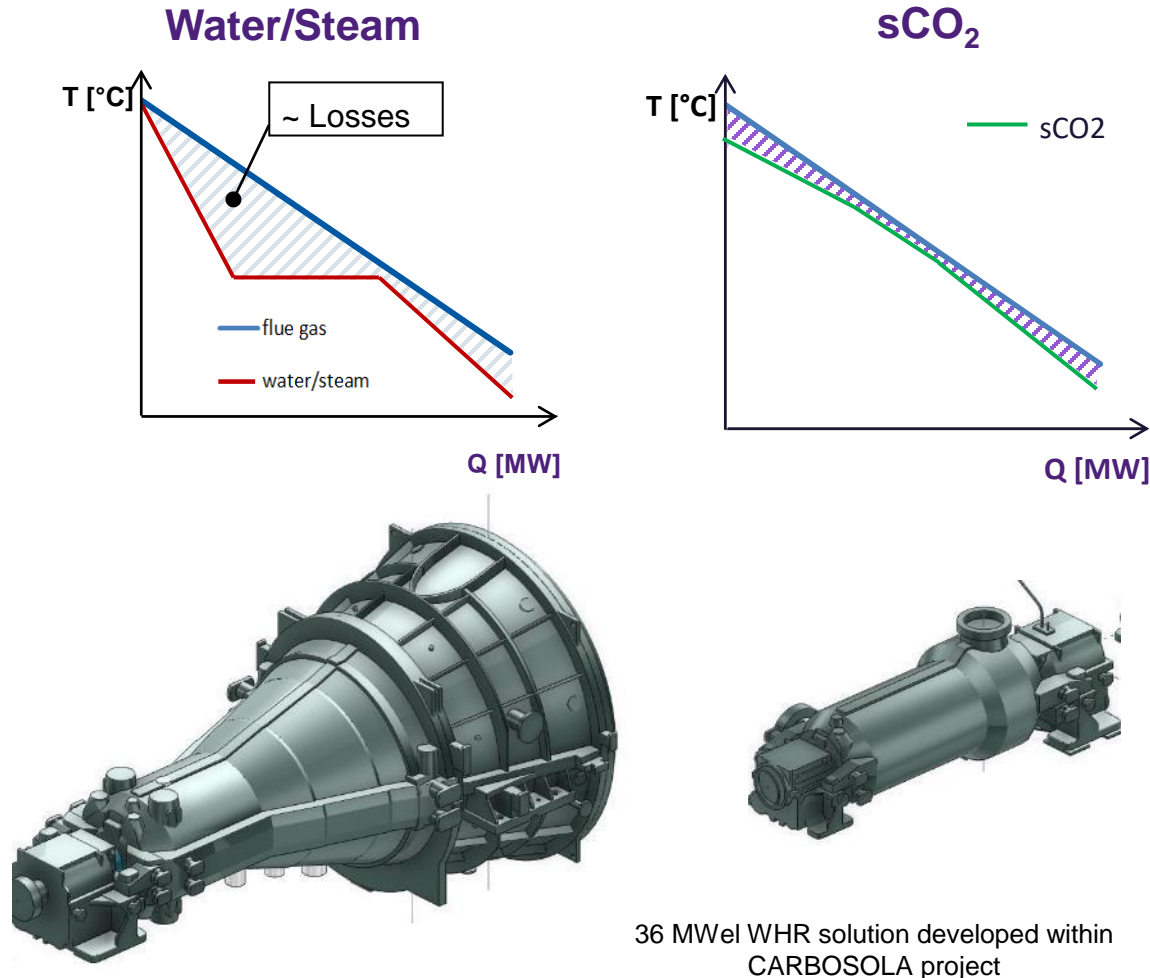 Water/Steam
T [°C]
~ Losses
flue gas
water/steam
Q [MW]
sCO₂
T [°C]
sCO2
Q [MW]
36 MWel WHR solution developed within
CARBOSOLA project